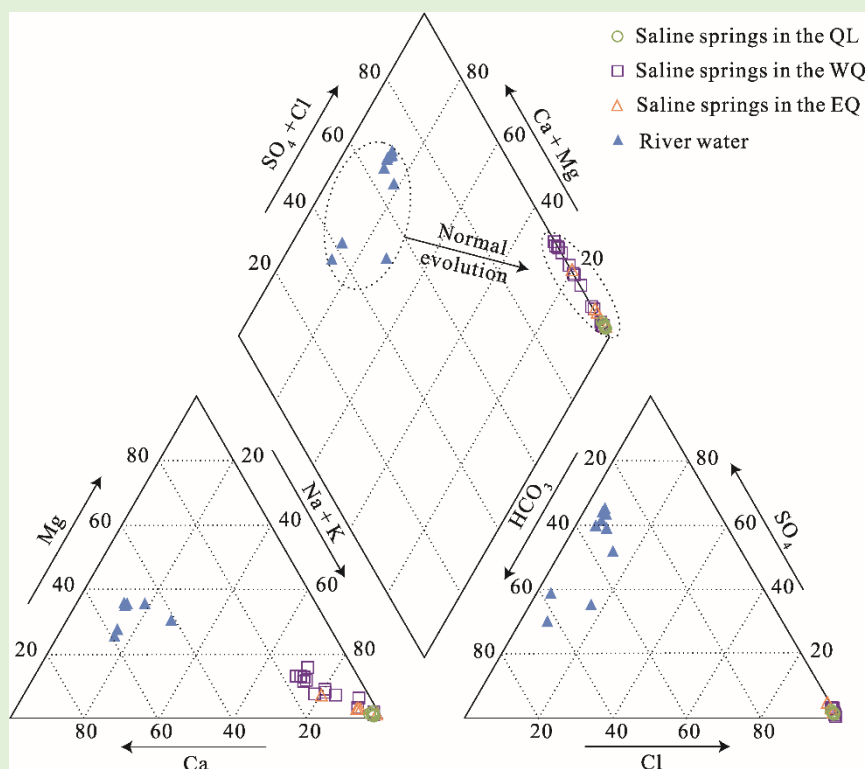 Saline springs in the QL
Saline springs in the WQ
Saline springs in the EQ
River water
SO₄ + Cl
Ca + Mg
80
80
60
60
40
40
20
20
Normal
evolution
Mg
Na + K
HCO₃
SO₄
80
20
20
80
60
40
40
60
40
60
60
40
20
80
80
20
80
60
40
20
Ca
20
40
60
80
Cl